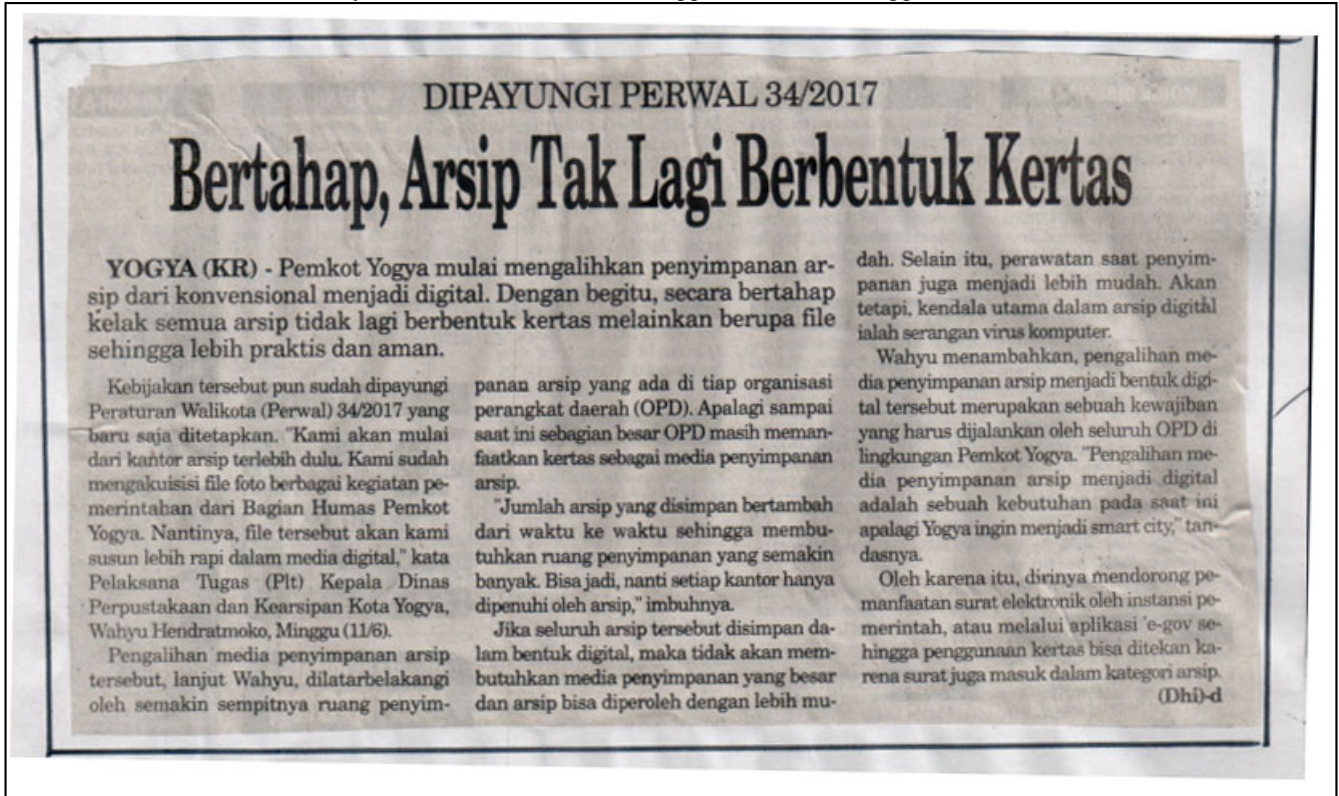 DIPAYUNGI PERWAL 34/2017
Bertahap, Arsip Tak Lagi Berbentuk Kertas
YOGYA (KR) - Pemkot Yogya mulai mengalihkan penyimpanan ar-
sip dari konvensional menjadi digital. Dengan begitu, secara bertahap
kelak semua arsip tidak lagi berbentuk kertas melainkan berupa file
sehingga lebih praktis dan aman.
Kebijakan tersebut pun sudah dipayungi
Peraturan Walikota (Perwal) 34/2017 yang
baru saja ditetapkan. "Kami akan mulai
dari kantor arsip terlebih dulu. Kami sudah
mengakuisisi file foto berbagai kegiatan pe-
merintahan dari Bagian Humas Pemkot
Yogya. Nantinya, file tersebut akan kami
susun lebih rapi dalam media digital," kata
Pelaksana Tugas (Plt) Kepala Dinas
Perpustakaan dan Kearsipan Kota Yogya,
Wahyu Hendratmoko, Minggu (11/6).
Pengalihan media penyimpanan arsip
tersebut, lanjut Wahyu, dilatarbelakangi
oleh semakin sempitnya ruang penyim-
panan arsip yang ada di tiap organisasi
perangkat daerah (OPD). Apalagi sampai
saat ini sebagian besar OPD masih meman-
faatkan kertas sebagai media penyimpanan
arsip.
"Jumlah arsip yang disimpan bertambah
dari waktu ke waktu sehingga membu-
tuhkan ruang penyimpanan yang semakin
banyak. Bisa jadi, nanti setiap kantor hanya
dipenuhi oleh arsip," imbuhnya.
Jika seluruh arsip tersebut disimpan da-
lam bentuk digital, maka tidak akan mem-
butuhkan media penyimpanan yang besar
dan arsip bisa diperoleh dengan lebih mu-
dah. Selain itu, perawatan saat penyim-
panan juga menjadi lebih mudah. Akan
tetapi, kendala utama dalam arsip digital
ialah serangan virus komputer.
Wahyu menambahkan, pengalihan me-
dia penyimpanan arsip menjadi bentuk digi-
tal tersebut merupakan sebuah kewajiban
yang harus dijalankan oleh seluruh OPD di
lingkungan Pemkot Yogya. "Pengalihan me-
dia penyimpanan arsip menjadi digital
adalah sebuah kebutuhan pada saat ini
apalagi Yogya ingin menjadi smart city," tan-
dasnya.
Oleh karena itu, dirinya mendorong pe-
manfaatan surat elektronik oleh instansi pe-
merintah, atau melalui aplikasi 'e-gov se-
hingga penggunaan kertas bisa ditekan ka-
rena surat juga masuk dalam kategori arsip.
(Dhi)-d